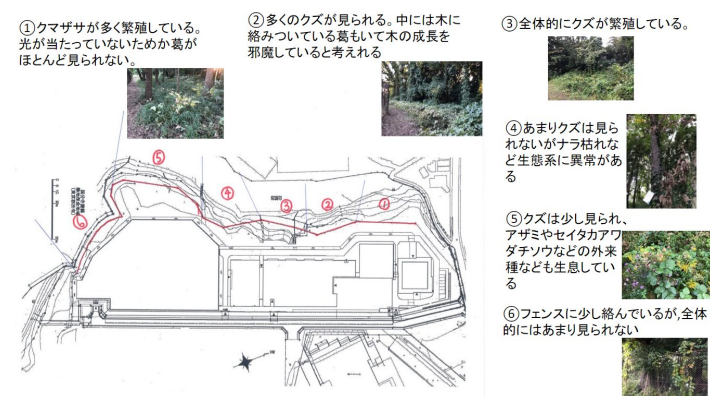 ①クマザサが多く繁殖している。
光が当たっていないためか葛が
ほとんど見られない。
②多くのクズが見られる。中には木に
絡みついている葛もいて木の成長を
邪魔していると考えれる
③全体的にクズが繁殖している。
④あまりクズは見ら
れないがナラ枯れな
ど生態系に異常があ
る
⑤クズは少し見られ、
アザミやセイタカアワ
ダチソウなどの外来
種なども生息してい
る
⑥フェンスに少し絡んでいるが,全体
的にはあまり見られない
⑤
④
③
②
①
⑥